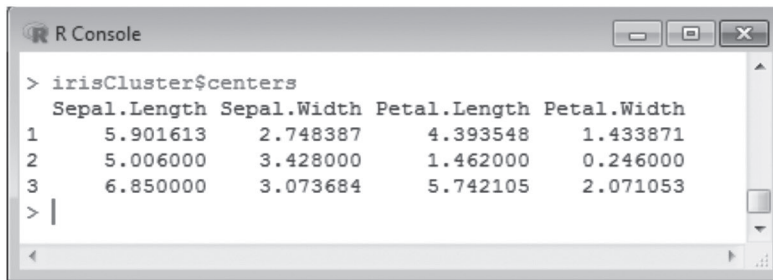 R Console
> irisCluster$centers
  Sepal.Length Sepal.Width Petal.Length Petal.Width
1     5.901613    2.748387     4.393548    1.433871
2     5.006000    3.428000     1.462000    0.246000
3     6.850000    3.073684     5.742105    2.071053
>